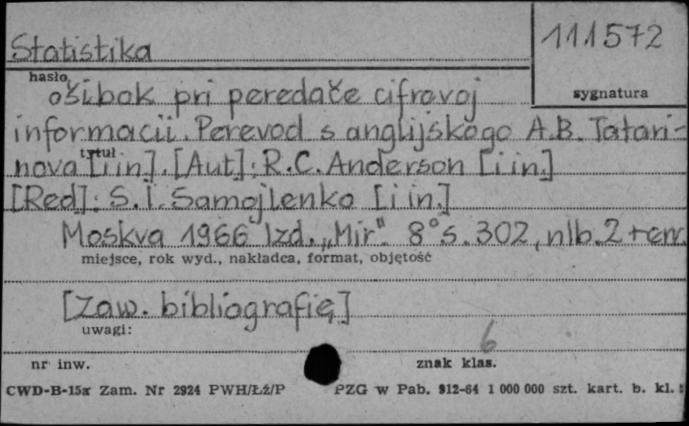 Statistika
111572
hasło
sygnatura
ošibok pri peredače cifrovoj
informacii. Perevod s anglijskogo A.B. Tatari-
tytuł
nova [i in]. [Aut]: R.C. Anderson [i in.]
[Red]: S.I. Samojlenko [i in.]
Moskva 1966 Izd. „Mir". 8° s. 302, nlb. 2 + err.
miejsce, rok wyd., nakładca, format, objętość
[Zaw. bibliografię]
uwagi:
6
nr inw.
znak klas.
CWD-B-15a Zam. Nr 2924 PWH/Łź/P
PZG w Pab. 912-64 1 000 000 szt. kart. b. kl.